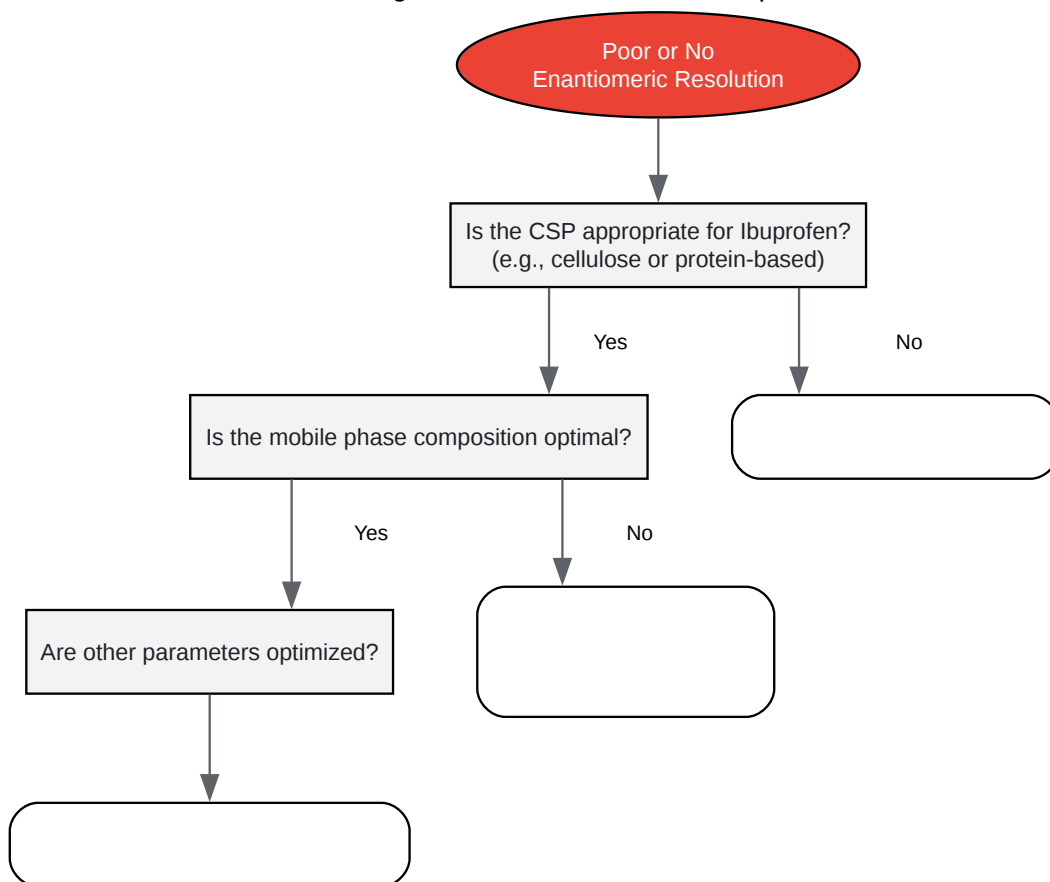 Poor or No
Enantiomeric Resolution
Is the CSP appropriate for Ibuprofen?
(e.g., cellulose or protein-based)
Yes
No
Is the mobile phase composition optimal?
Yes
No
Are other parameters optimized?